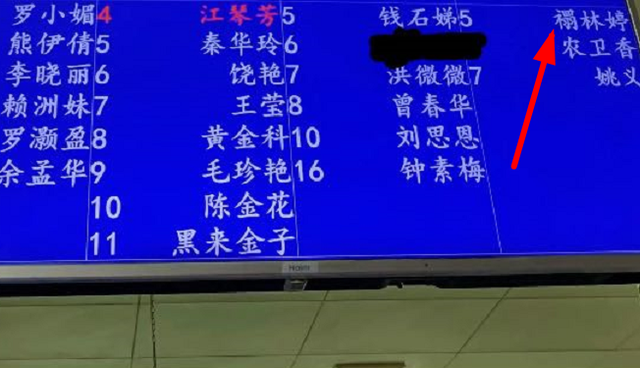 罗小媚4 江琴芳5 钱石娣5 禤林婷
熊伊倩5 秦华玲6 农卫香
李晓丽6 饶艳7 洪微微7 姚义
赖洲妹7 王莹8 曾春华
罗灏盈8 黄金科10 刘思恩
余孟华9 毛珍艳16 钟素梅
10 陈金花
11 黑来金子